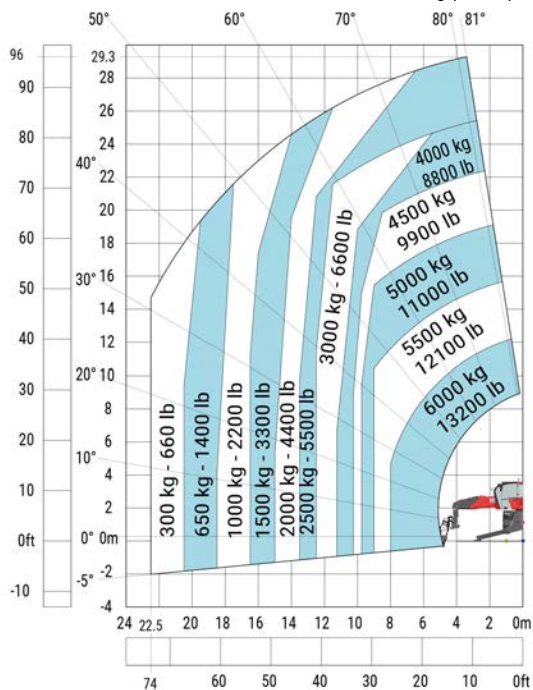 50° 60° 70° 80° 81°
96 29.3
90 28
26
80 24
40°
4000 kg
8800 lb
70 22
20
4500 kg
9900 lb
60 18
3000 kg - 6600 lb
50 16
30°
5000 kg
11000 lb
40 14
12
5500 kg
12100 lb
30 10
20°
8
6000 kg
13200 lb
20 6
10°
4
10 2
0ft 0° 0m
-5° -2
-10 -4
300 kg - 660 lb
650 kg - 1400 lb
1000 kg - 2200 lb
1500 kg - 3300 lb
2000 kg - 4400 lb
2500 kg - 5500 lb
24 22.5 20 18 16 14 12 10 8 6 4 2 0m
74 60 50 40 30 20 10 0ft